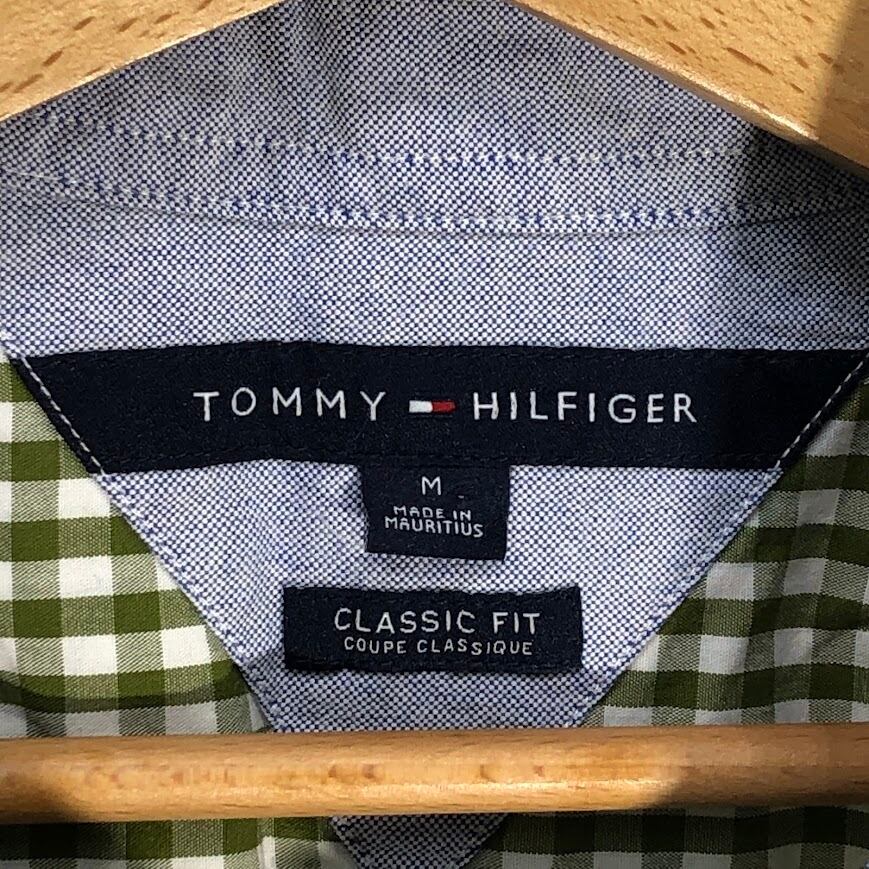 TOMMY HILFIGER
M
MADE IN
MAURITIUS
CLASSIC FIT
COUPE CLASSIQUE